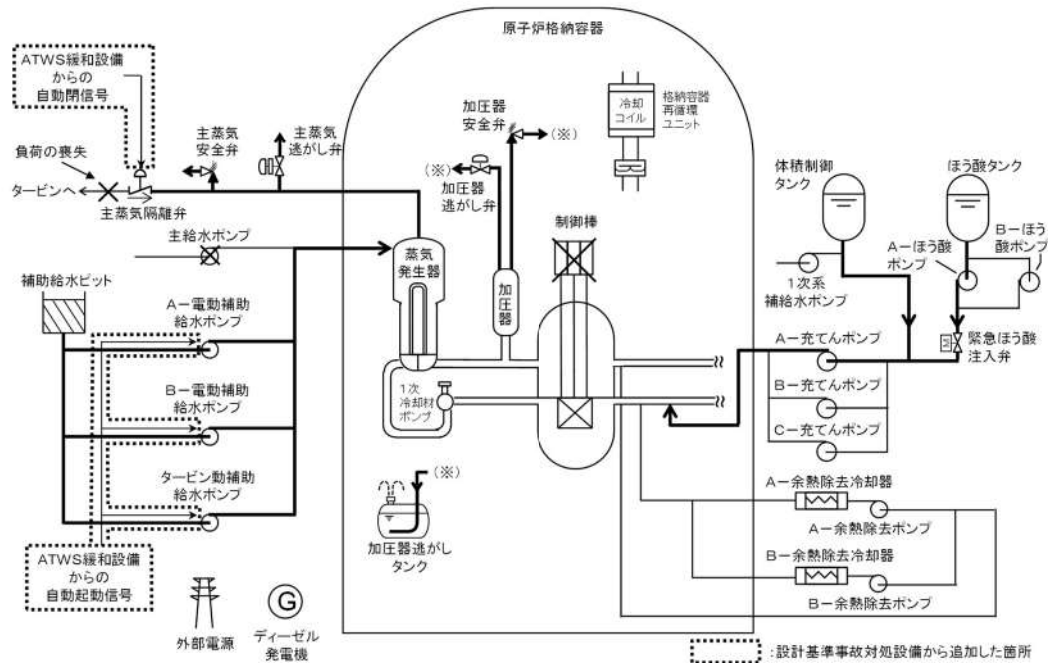 原子炉格納容器
ATWS緩和設備
からの
自動閉信号
負荷の喪失
タービンへ
主蒸気隔離弁
主蒸気
安全弁
主蒸気
逃がし弁
加圧器
安全弁
(※)
(※)
加圧器
逃がし弁
冷却
コイル
格納容器
再循環
ユニット
体積制御
タンク
ほう酸タンク
A-ほう酸
ポンプ
B-ほう
酸ポンプ
1次系
補給水ポンプ
緊急ほう酸
注入弁
M
主給水ポンプ
補助給水ピット
A-電動補助
給水ポンプ
B-電動補助
給水ポンプ
タービン動補助
給水ポンプ
ATWS緩和設備
からの
自動起動信号
蒸気
発生器
加圧器
制御棒
1次
冷却材
ポンプ
(※)
加圧器逃がし
タンク
A-充てんポンプ
B-充てんポンプ
C-充てんポンプ
A-余熱除去冷却器
A-余熱除去ポンプ
B-余熱除去冷却器
B-余熱除去ポンプ
外部電源
G
ディーゼル
発電機
:設計基準事故対処設備から追加した箇所